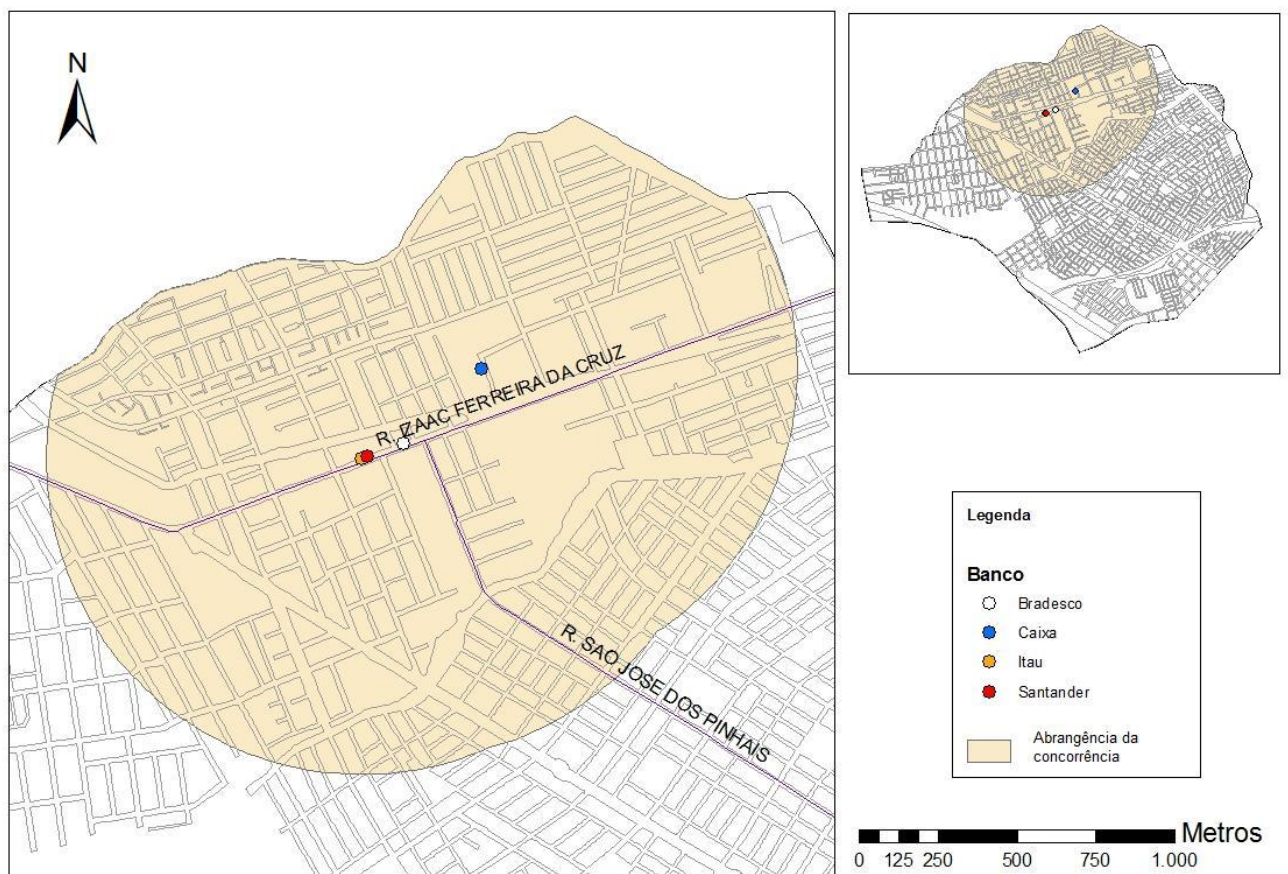 N
R. IZAAC FERREIRA DA CRUZ
R. SAO JOSE DOS PINHAIS
Legenda
Banco
Bradesco
Caixa
Itau
Santander
Abrangência da
concorrência
Metros
0 125 250 500 750 1.000